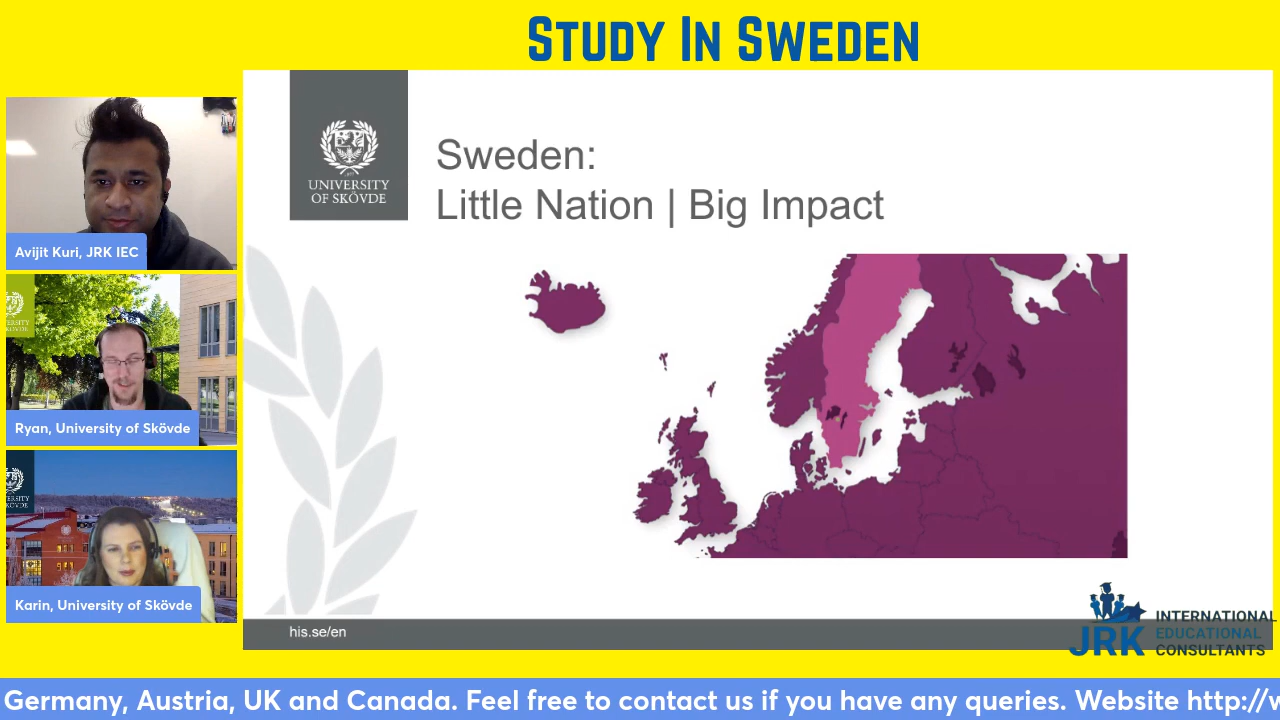 STUDY IN SWEDEN
UNIVERSITY
OF SKÖVDE
Sweden:
Little Nation | Big Impact
Avijit Kuri, JRK IEC
Ryan, University of Skövde
Karin, University of Skövde
his.se/en
JRK
INTERNATIONAL
EDUCATIONAL
CONSULTANTS
Germany, Austria, UK and Canada. Feel free to contact us if you have any queries. Website http://